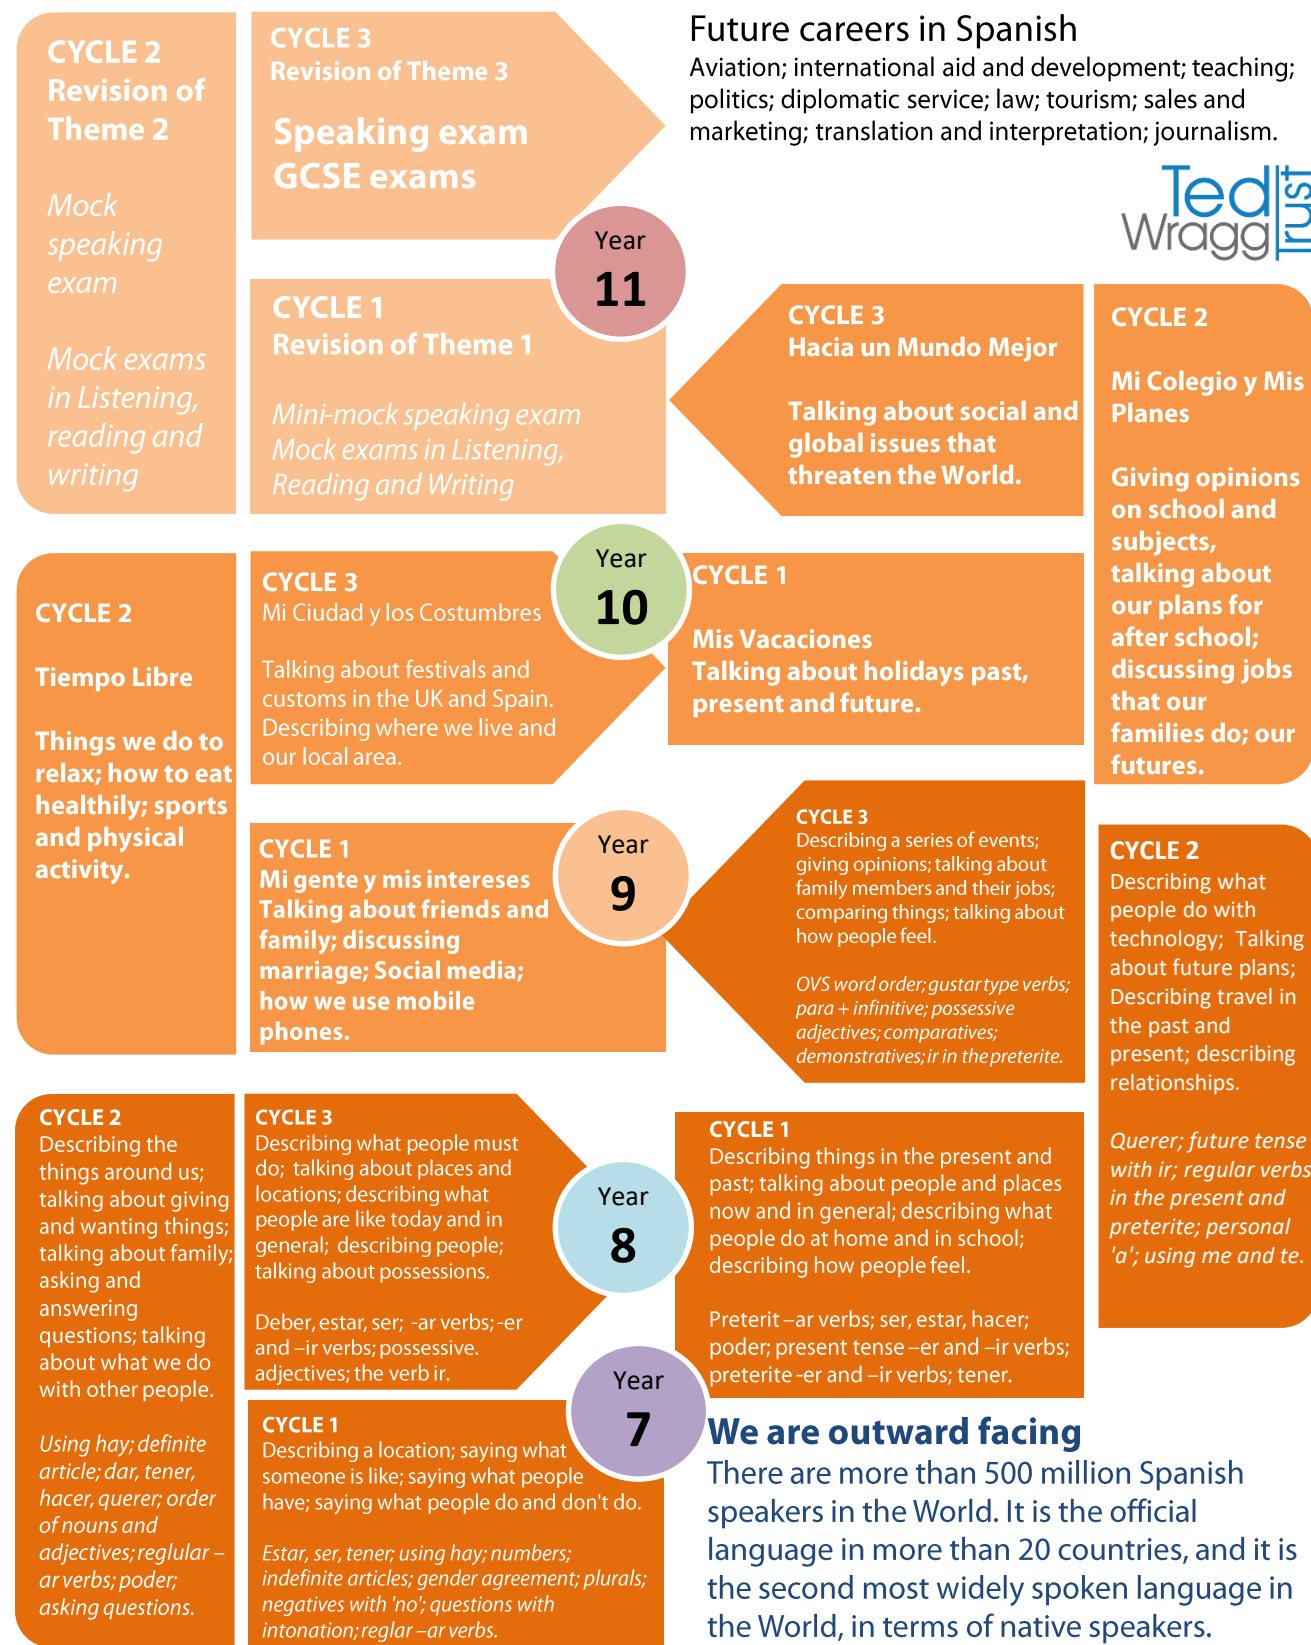 CYCLE 2
Revision of
Theme 2
Mock
speaking
exam
Mock exams
in Listening,
reading and
writing
CYCLE 3
Revision of Theme 3
Speaking exam
GCSE exams
Future careers in Spanish
Aviation; international aid and development; teaching;
politics; diplomatic service; law; tourism; sales and
marketing; translation and interpretation; journalism.
Ted
Wragg
Trust
Year
11
CYCLE 1
Revision of Theme 1
Mini-mock speaking exam
Mock exams in Listening,
Reading and Writing
CYCLE 3
Hacia un Mundo Mejor
Talking about social and
global issues that
threaten the World.
CYCLE 2
Mi Colegio y Mis
Planes
Giving opinions
on school and
subjects,
talking about
our plans for
after school;
discussing jobs
that our
families do; our
futures.
CYCLE 2
Tiempo Libre
Things we do to
relax; how to eat
healthily; sports
and physical
activity.
CYCLE 3
Mi Ciudad y los Costumbres
Talking about festivals and
customs in the UK and Spain.
Describing where we live and
our local area.
Year
10
CYCLE 1
Mis Vacaciones
Talking about holidays past,
present and future.
CYCLE 1
Mi gente y mis intereses
Talking about friends and
family; discussing
marriage; Social media;
how we use mobile
phones.
Year
9
CYCLE 3
Describing a series of events;
giving opinions; talking about
family members and their jobs;
comparing things; talking about
how people feel.
OVS word order; gustar type verbs;
para + infinitive; possessive
adjectives; comparatives;
demonstratives; ir in the preterite.
CYCLE 2
Describing what
people do with
technology; Talking
about future plans;
Describing travel in
the past and
present; describing
relationships.
Querer; future tense
with ir; regular verbs
in the present and
preterite; personal
'a'; using me and te.
CYCLE 2
Describing the
things around us;
talking about giving
and wanting things;
talking about family;
asking and
answering
questions; talking
about what we do
with other people.
Using hay; definite
article; dar, tener,
hacer, querer; order
of nouns and
adjectives; reglular –
ar verbs; poder;
asking questions.
CYCLE 3
Describing what people must
do; talking about places and
locations; describing what
people are like today and in
general; describing people;
talking about possessions.
Deber, estar, ser; -ar verbs; -er
and –ir verbs; possessive.
adjectives; the verb ir.
Year
8
CYCLE 1
Describing things in the present and
past; talking about people and places
now and in general; describing what
people do at home and in school;
describing how people feel.
Preterit –ar verbs; ser, estar, hacer;
poder; present tense –er and –ir verbs;
preterite -er and –ir verbs; tener.
Year
7
CYCLE 1
Describing a location; saying what
someone is like; saying what people
have; saying what people do and don't do.
Estar, ser, tener; using hay; numbers;
indefinite articles; gender agreement; plurals;
negatives with 'no'; questions with
intonation; reglar –ar verbs.
We are outward facing
There are more than 500 million Spanish
speakers in the World. It is the official
language in more than 20 countries, and it is
the second most widely spoken language in
the World, in terms of native speakers.